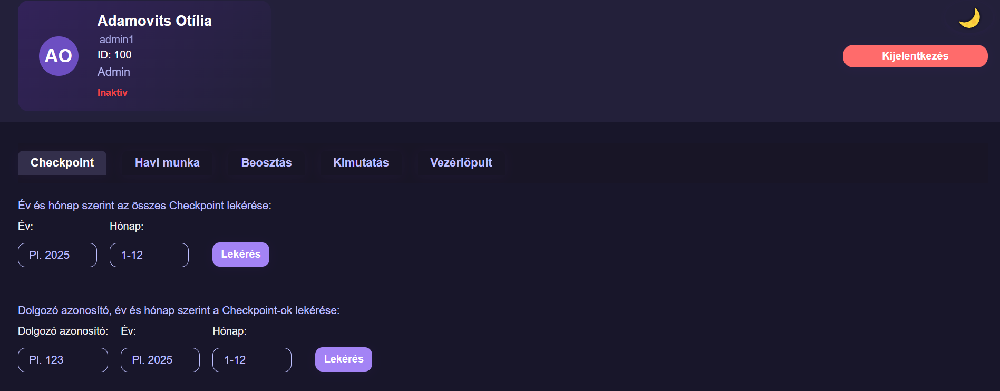 Adamovits Otília
AO
admin1
ID: 100
Admin
Inaktív
Kijelentkezés
Checkpoint Havi munka Beosztás Kimutatás Vezérlőpult
Év és hónap szerint az összes Checkpoint lekérése:
Év: Hónap:
Pl. 2025 1-12 Lekérés
Dolgozó azonosító, év és hónap szerint a Checkpoint-ok lekérése:
Dolgozó azonosító: Év: Hónap:
Pl. 123 Pl. 2025 1-12 Lekérés